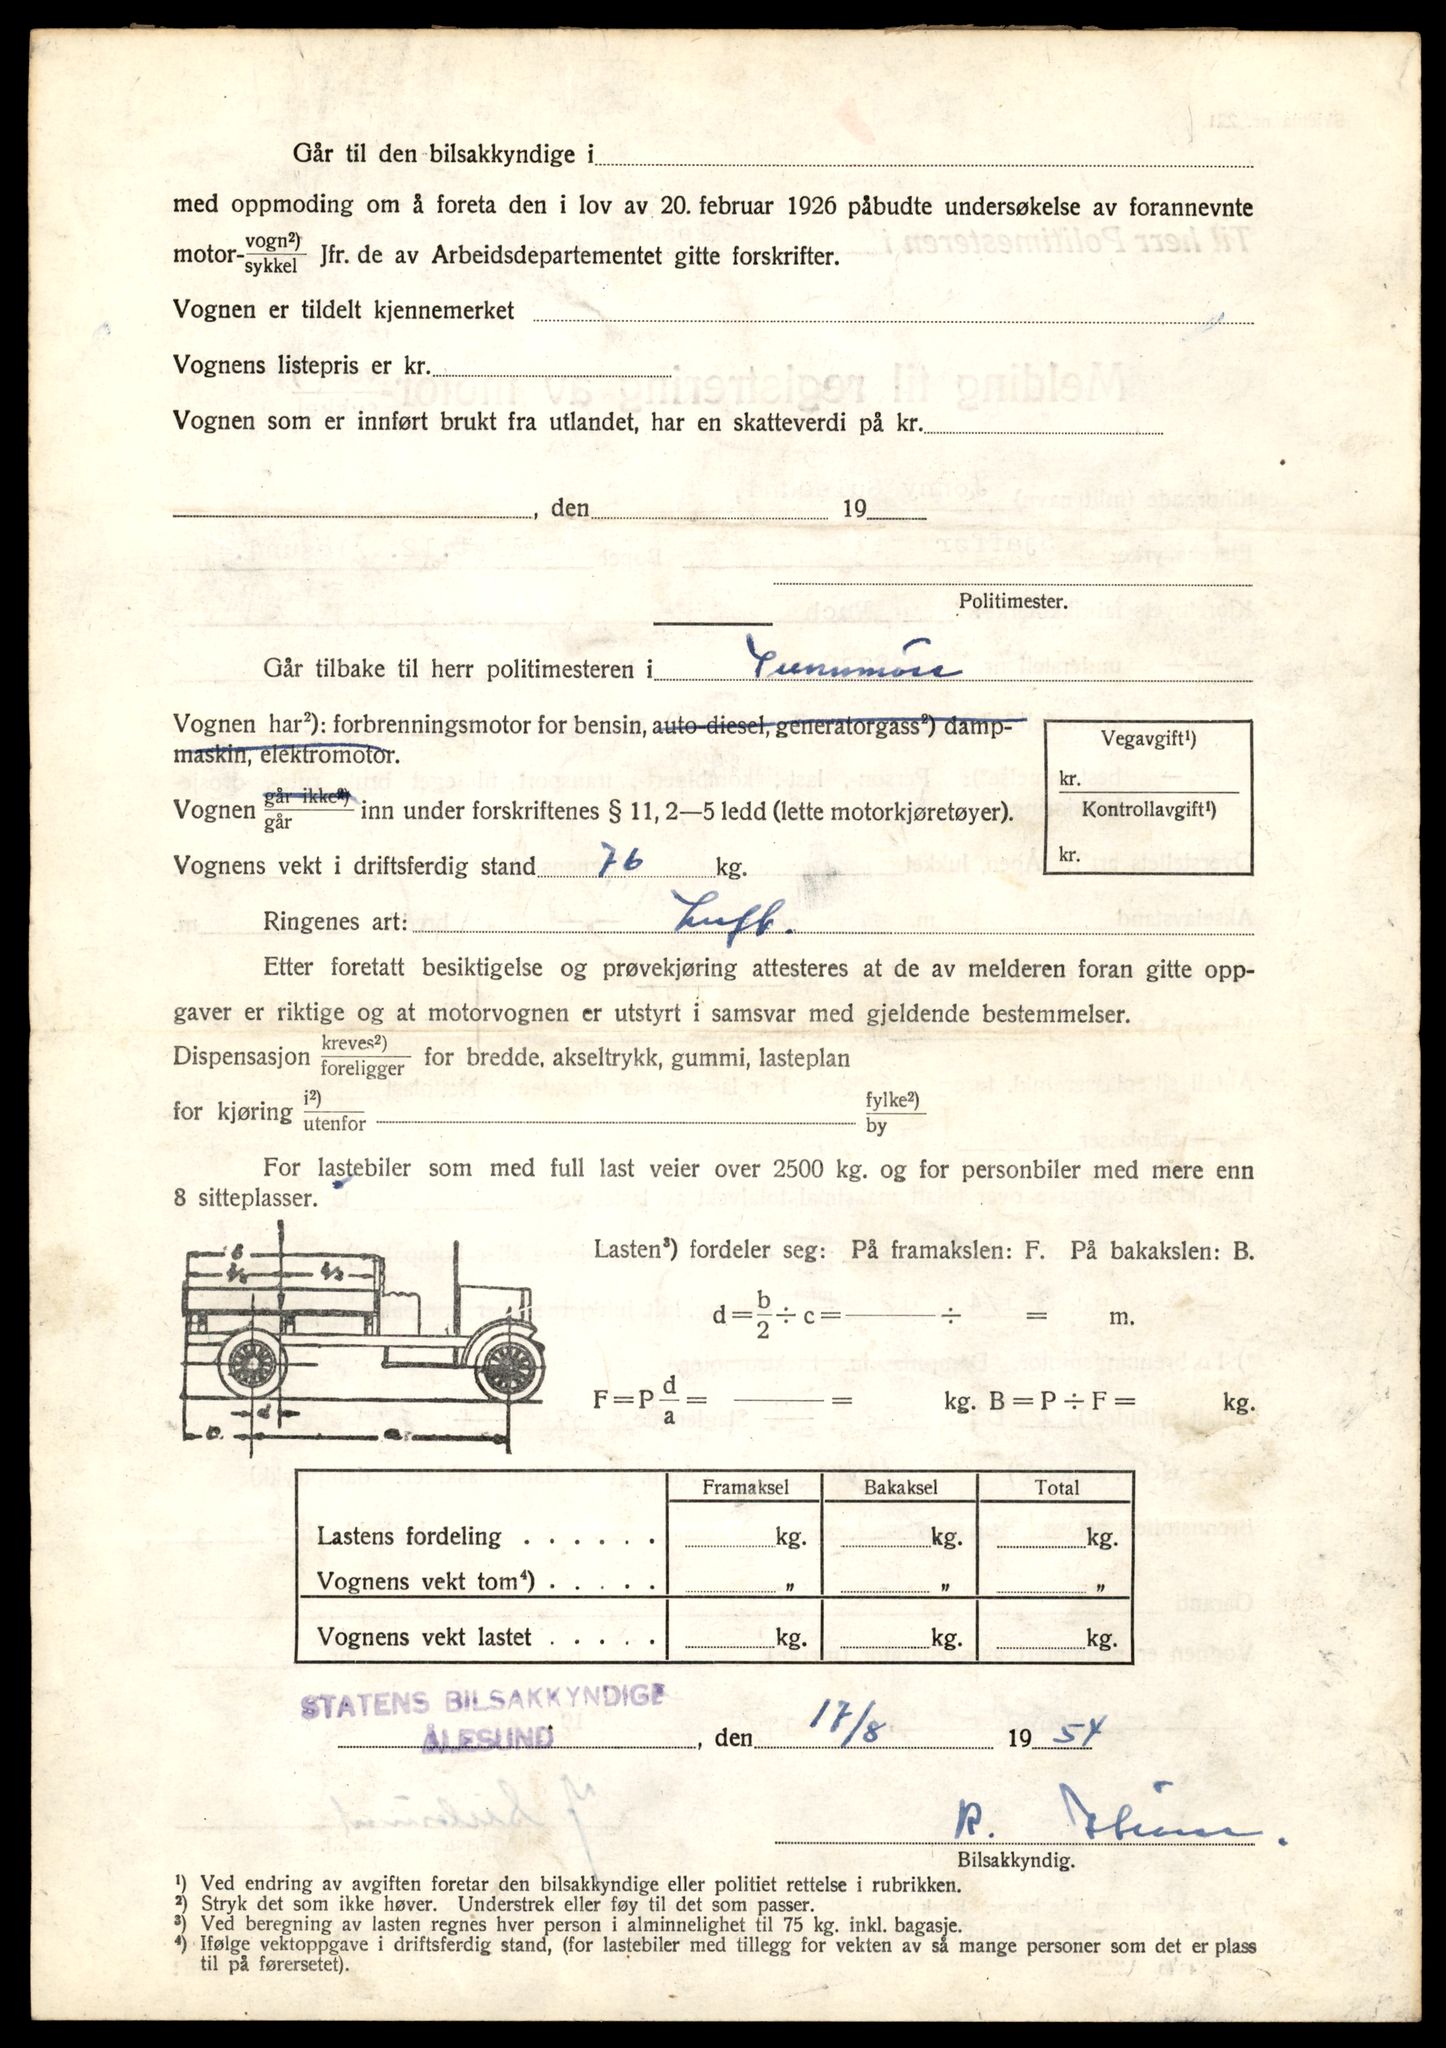 Går til den bilsakkyndige i
med oppmoding om å foreta den i lov av 20. februar 1926 påbudte undersøkelse av forannevnte
motor-vogn²)/sykkel Jfr. de av Arbeidsdepartementet gitte forskrifter.
Vognen er tildelt kjennemerket
Vognens listepris er kr.
Vognen som er innført brukt fra utlandet, har en skatteverdi på kr.
, den 19
Politimester.
Går tilbake til herr politimesteren i Sunnmøre
Vognen har²): forbrenningsmotor for bensin, auto-diesel, generatorgass²) damp-
maskin, elektromotor.
Vegavgift¹)
kr.
Kontrollavgift¹)
kr.
Vognen går ikke²)/går inn under forskriftenes § 11, 2—5 ledd (lette motorkjøretøyer).
Vognens vekt i driftsferdig stand 76 kg.
Ringenes art: Luft.
Etter foretatt besiktigelse og prøvekjøring attesteres at de av melderen foran gitte opp-
gaver er riktige og at motorvognen er utstyrt i samsvar med gjeldende bestemmelser.
Dispensasjon kreves²)/foreligger for bredde, akseltrykk, gummi, lasteplan
for kjøring i²)/utenfor fylke²)/by
For lastebiler som med full last veier over 2500 kg. og for personbiler med mere enn
8 sitteplasser.
Lasten³) fordeler seg: På framakslen: F. På bakakslen: B.
d = b/2 ÷ c = ——— ÷ = m.
F = P d/a = ——— = kg. B = P ÷ F = kg.
b
b/2 b/2
d
c a
Framaksel Bakaksel Total
Lastens fordeling . . . . . . kg. kg. kg.
Vognens vekt tom⁴) . . . . . „ „ „
Vognens vekt lastet . . . . . kg. kg. kg.
STATENS BILSAKKYNDIGE
ÅLESUND, den 17/8 1954
R.
Bilsakkyndig.
¹) Ved endring av avgiften foretar den bilsakkyndige eller politiet rettelse i rubrikken.
²) Stryk det som ikke høver. Understrek eller føy til det som passer.
³) Ved beregning av lasten regnes hver person i alminnelighet til 75 kg. inkl. bagasje.
⁴) Ifølge vektoppgave i driftsferdig stand, (for lastebiler med tillegg for vekten av så mange personer som det er plass
til på førersetet).